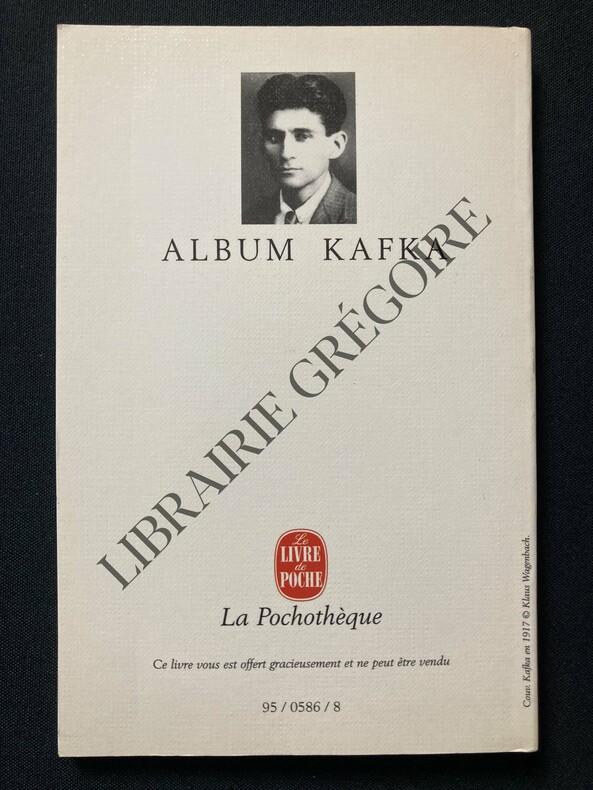 ALBUM KAFKA
LIBRAIRIE GRÉGOIRE
Le
LIVRE
de
POCHE
La Pochothèque
Ce livre vous est offert gracieusement et ne peut être vendu
95 / 0586 / 8
Couv. Kafka en 1917 © Klaus Wagenbach.